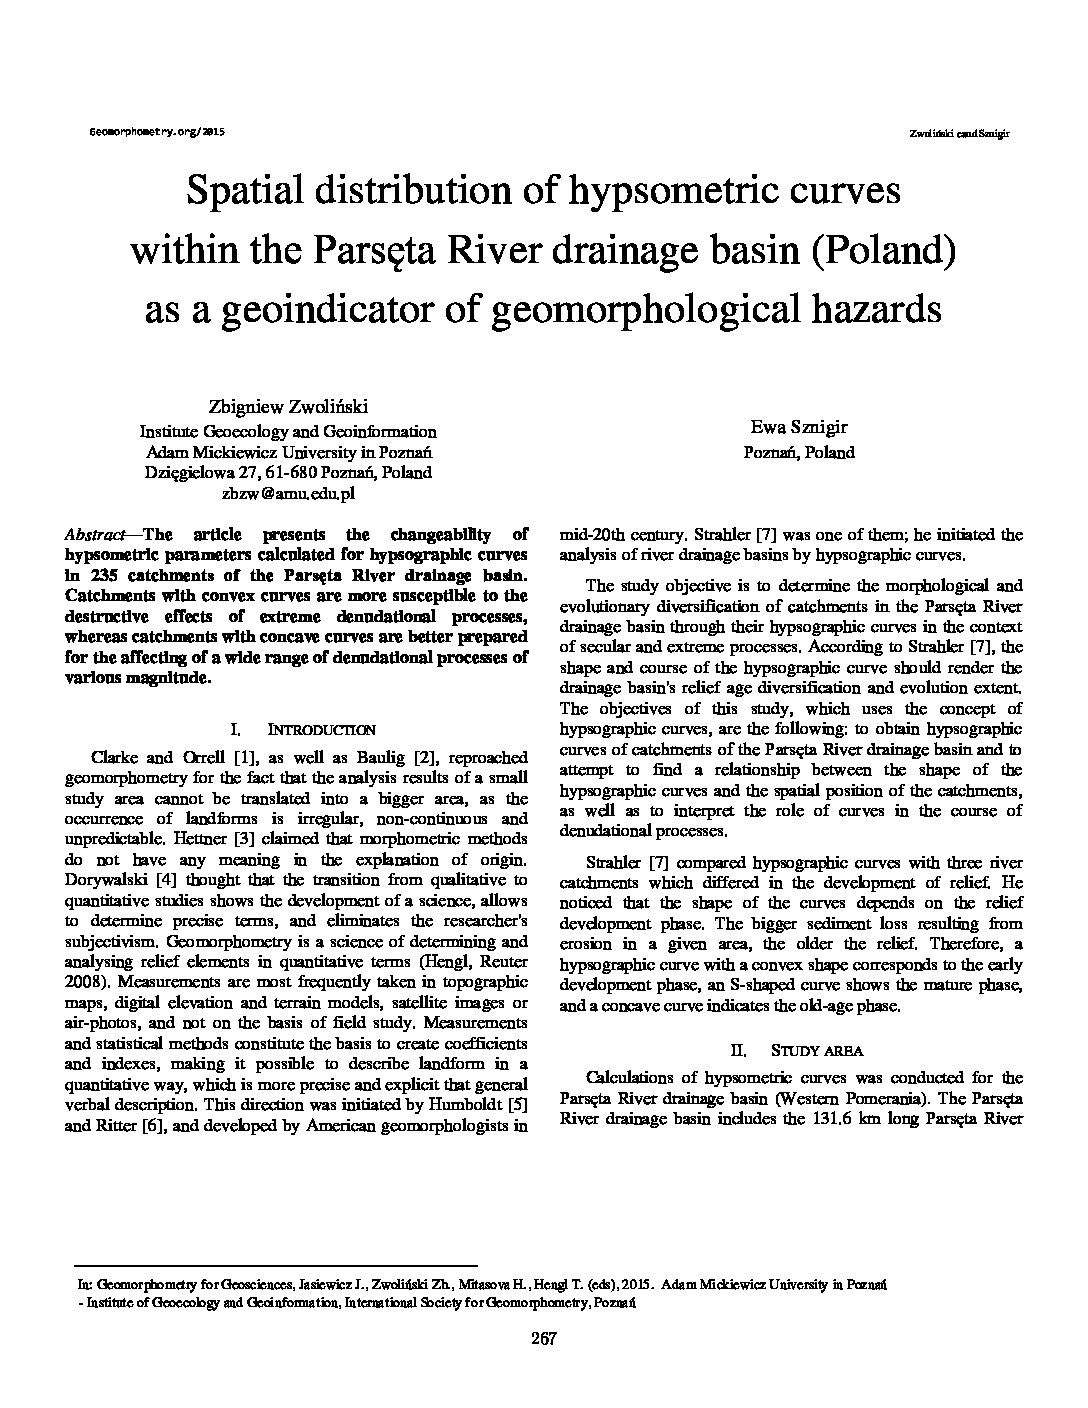 Geomorphometry.org/2015
Zwoliński eand Sznigir
Spatial distribution of hypsometric curves
within the Parsęta River drainage basin (Poland)
as a geoindicator of geomorphological hazards
Zbigniew Zwoliński
Institute Geoecology and Geoinformation
Adam Mickiewicz University in Poznań
Dzięgielowa 27, 61-680 Poznań, Poland
zbzw@amu.edu.pl
Ewa Sznigir
Poznań, Poland
Abstract—The article presents the changeability of
hypsometric parameters calculated for hypsographic curves
in 235 catchments of the Parsęta River drainage basin.
Catchments with convex curves are more susceptible to the
destructive effects of extreme denudational processes,
whereas catchments with concave curves are better prepared
for the affecting of a wide range of denudational processes of
various magnitude.
I. INTRODUCTION
Clarke and Orrell [1], as well as Baulig [2], reproached
geomorphometry for the fact that the analysis results of a small
study area cannot be translated into a bigger area, as the
occurrence of landforms is irregular, non-continuous and
unpredictable. Hettner [3] claimed that morphometric methods
do not have any meaning in the explanation of origin.
Dorywalski [4] thought that the transition from qualitative to
quantitative studies shows the development of a science, allows
to determine precise terms, and eliminates the researcher's
subjectivism. Geomorphometry is a science of determining and
analysing relief elements in quantitative terms (Hengl, Reuter
2008). Measurements are most frequently taken in topographic
maps, digital elevation and terrain models, satellite images or
air-photos, and not on the basis of field study. Measurements
and statistical methods constitute the basis to create coefficients
and indexes, making it possible to describe landform in a
quantitative way, which is more precise and explicit that general
verbal description. This direction was initiated by Humboldt [5]
and Ritter [6], and developed by American geomorphologists in
mid-20th century. Strahler [7] was one of them; he initiated the
analysis of river drainage basins by hypsographic curves.
The study objective is to determine the morphological and
evolutionary diversification of catchments in the Parsęta River
drainage basin through their hypsographic curves in the context
of secular and extreme processes. According to Strahler [7], the
shape and course of the hypsographic curve should render the
drainage basin's relief age diversification and evolution extent.
The objectives of this study, which uses the concept of
hypsographic curves, are the following: to obtain hypsographic
curves of catchments of the Parsęta River drainage basin and to
attempt to find a relationship between the shape of the
hypsographic curves and the spatial position of the catchments,
as well as to interpret the role of curves in the course of
denudational processes.
Strahler [7] compared hypsographic curves with three river
catchments which differed in the development of relief. He
noticed that the shape of the curves depends on the relief
development phase. The bigger sediment loss resulting from
erosion in a given area, the older the relief. Therefore, a
hypsographic curve with a convex shape corresponds to the early
development phase, an S-shaped curve shows the mature phase,
and a concave curve indicates the old-age phase.
II. STUDY AREA
Calculations of hypsometric curves was conducted for the
Parsęta River drainage basin (Western Pomerania). The Parsęta
River drainage basin includes the 131.6 km long Parsęta River
In: Geomorphometry for Geosciences, Jasiewicz J., Zwoliński Zb., Mitasova H., Hengl T. (eds), 2015. Adam Mickiewicz University in Poznań
- Institute of Geoecology and Geoinformation, International Society for Geomorphometry, Poznań
267